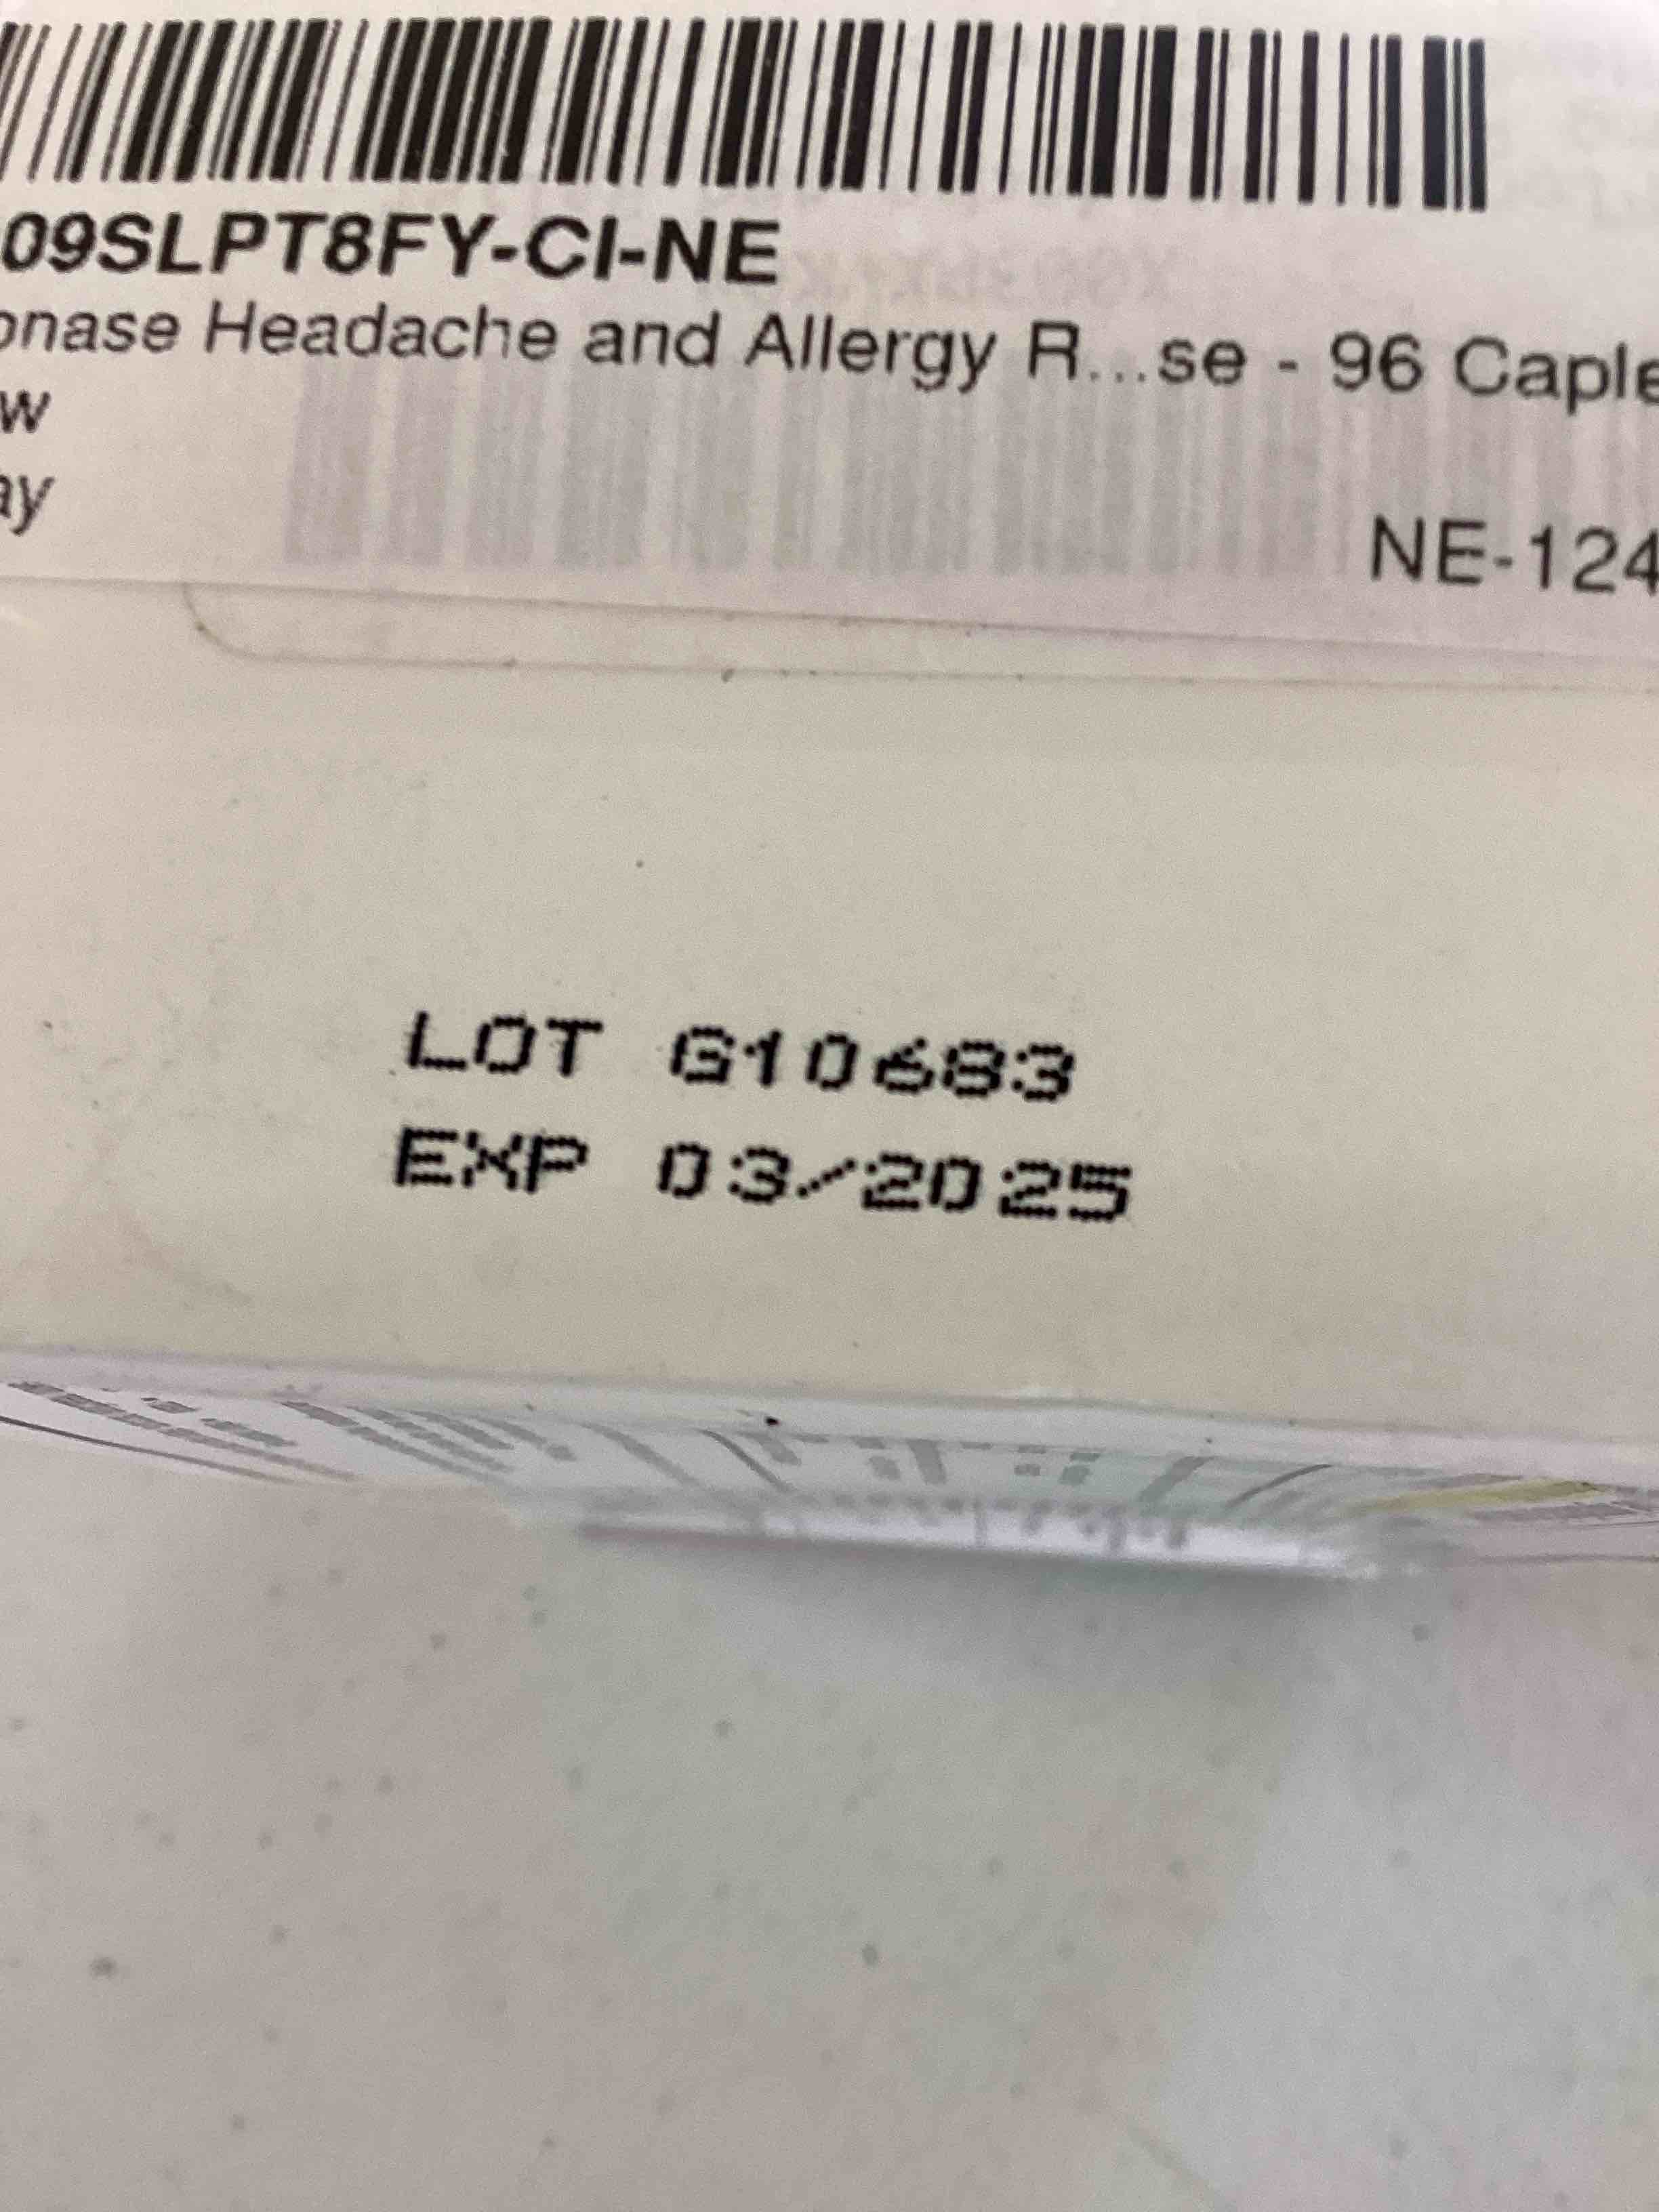 09SLPT8FY-CI-NE
onase Headache and Allergy R...se - 96 Caple
w
ay
NE-124
LOT G10683
EXP 03/2025